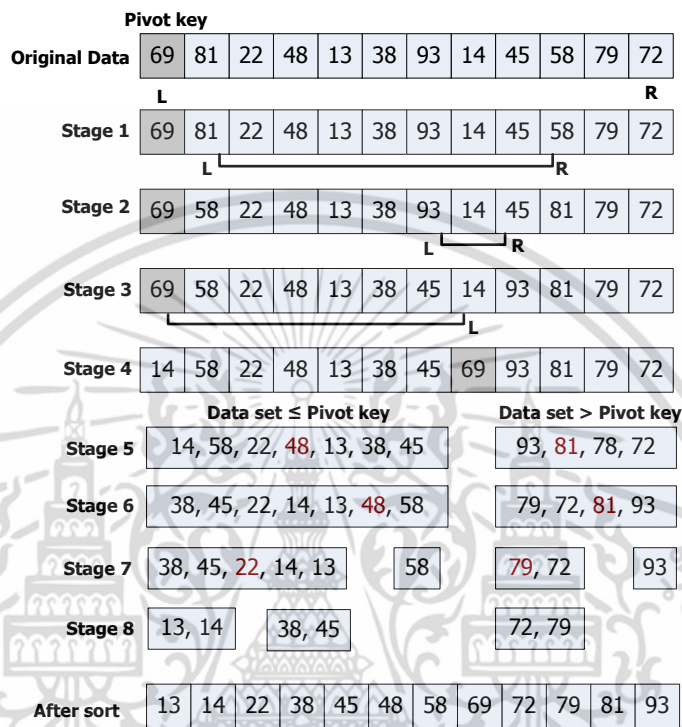 Pivot key
Original Data 69 81 22 48 13 38 93 14 45 58 79 72
L R
Stage 1 69 81 22 48 13 38 93 14 45 58 79 72
L R
Stage 2 69 58 22 48 13 38 93 14 45 81 79 72
L R
Stage 3 69 58 22 48 13 38 45 14 93 81 79 72
L
Stage 4 14 58 22 48 13 38 45 69 93 81 79 72
Data set ≤ Pivot key Data set > Pivot key
Stage 5 14, 58, 22, 48, 13, 38, 45 93, 81, 78, 72
Stage 6 38, 45, 22, 14, 13, 48, 58 79, 72, 81, 93
Stage 7 38, 45, 22, 14, 13 58 79, 72 93
Stage 8 13, 14 38, 45 72, 79
After sort 13 14 22 38 45 48 58 69 72 79 81 93